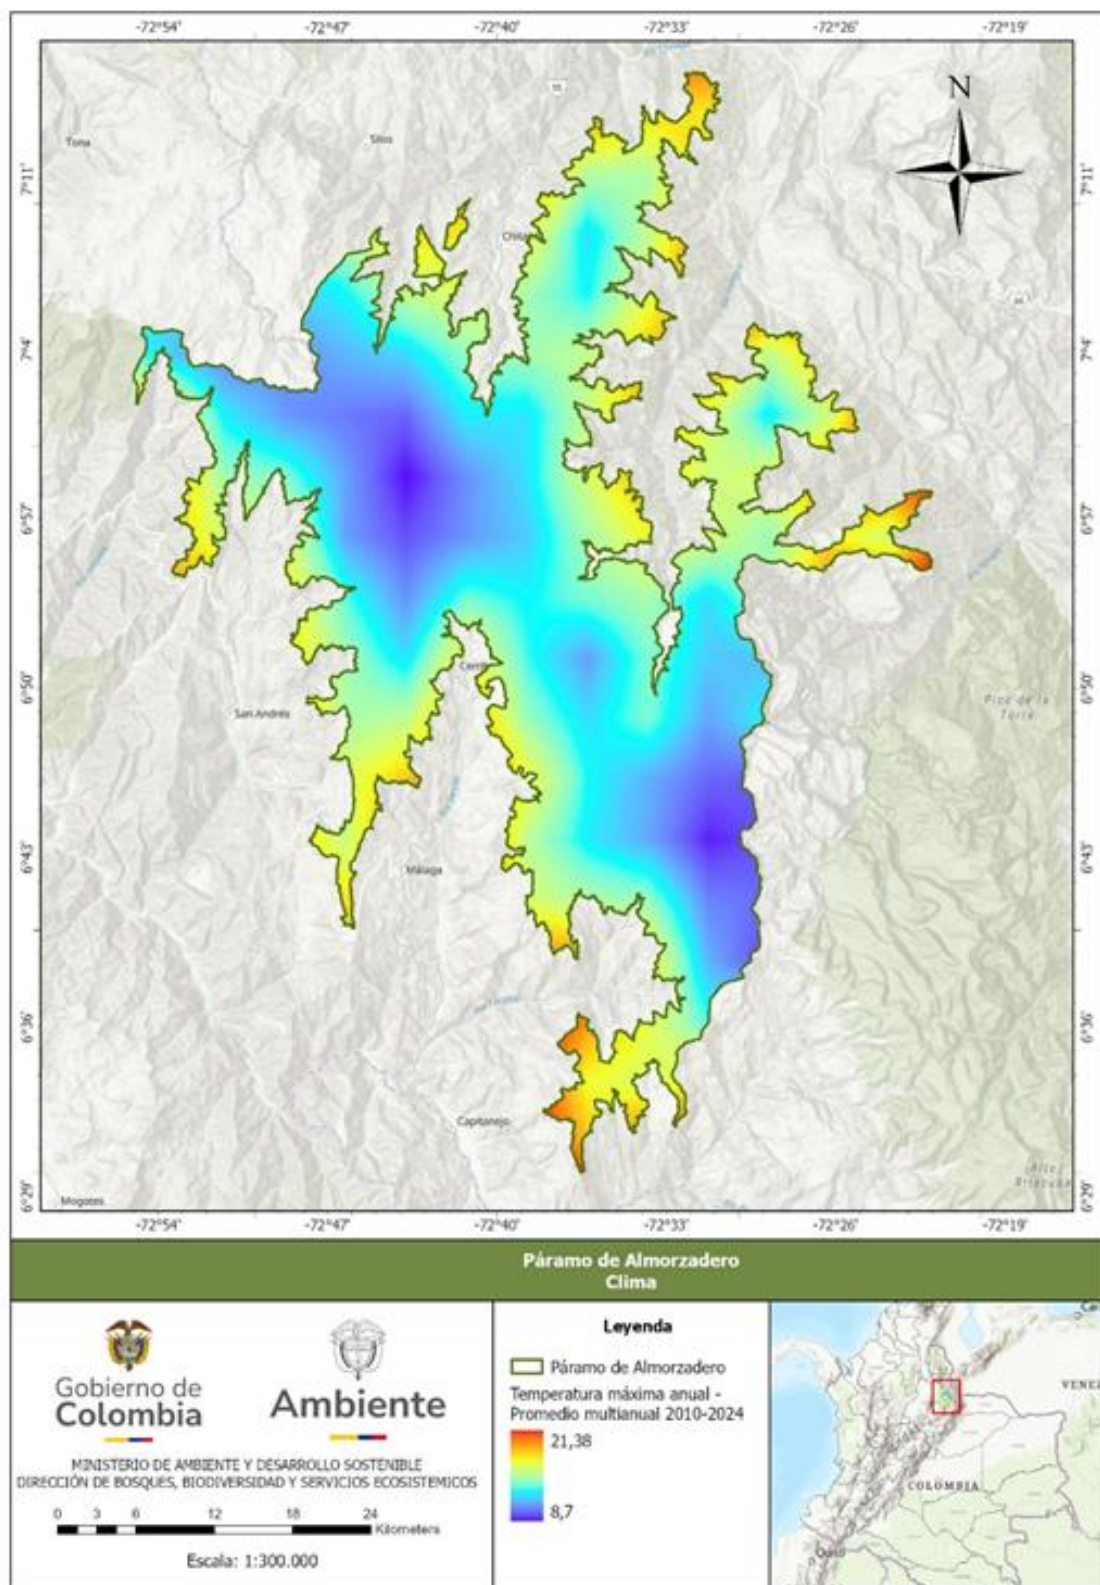 -72°54' -72°47' -72°40' -72°33' -72°26' -72°19'
N
Tona
Silos
55
7°11' 7°11'
7°4' 7°4'
6°57' 6°57'
6°50' 6°50'
San Andrés
Pico de la
Torre
6°43' 6°43'
Málaga
6°36' 6°36'
Capitanejo
6°29' 6°29'
Mogotes
-72°54' -72°47' -72°40' -72°33' -72°26' -72°19'
Páramo de Almorzadero
Clima
Gobierno de
Colombia
Ambiente
MINISTERIO DE AMBIENTE Y DESARROLLO SOSTENIBLE
DIRECCIÓN DE BOSQUES, BIODIVERSIDAD Y SERVICIOS ECOSISTEMICOS
0 3 6 12 18 24
Kilometers
Escala: 1:300.000
Leyenda
Páramo de Almorzadero
Temperatura máxima anual -
Promedio multianual 2010-2024
21,38
8,7
COLOMBIA
Quito